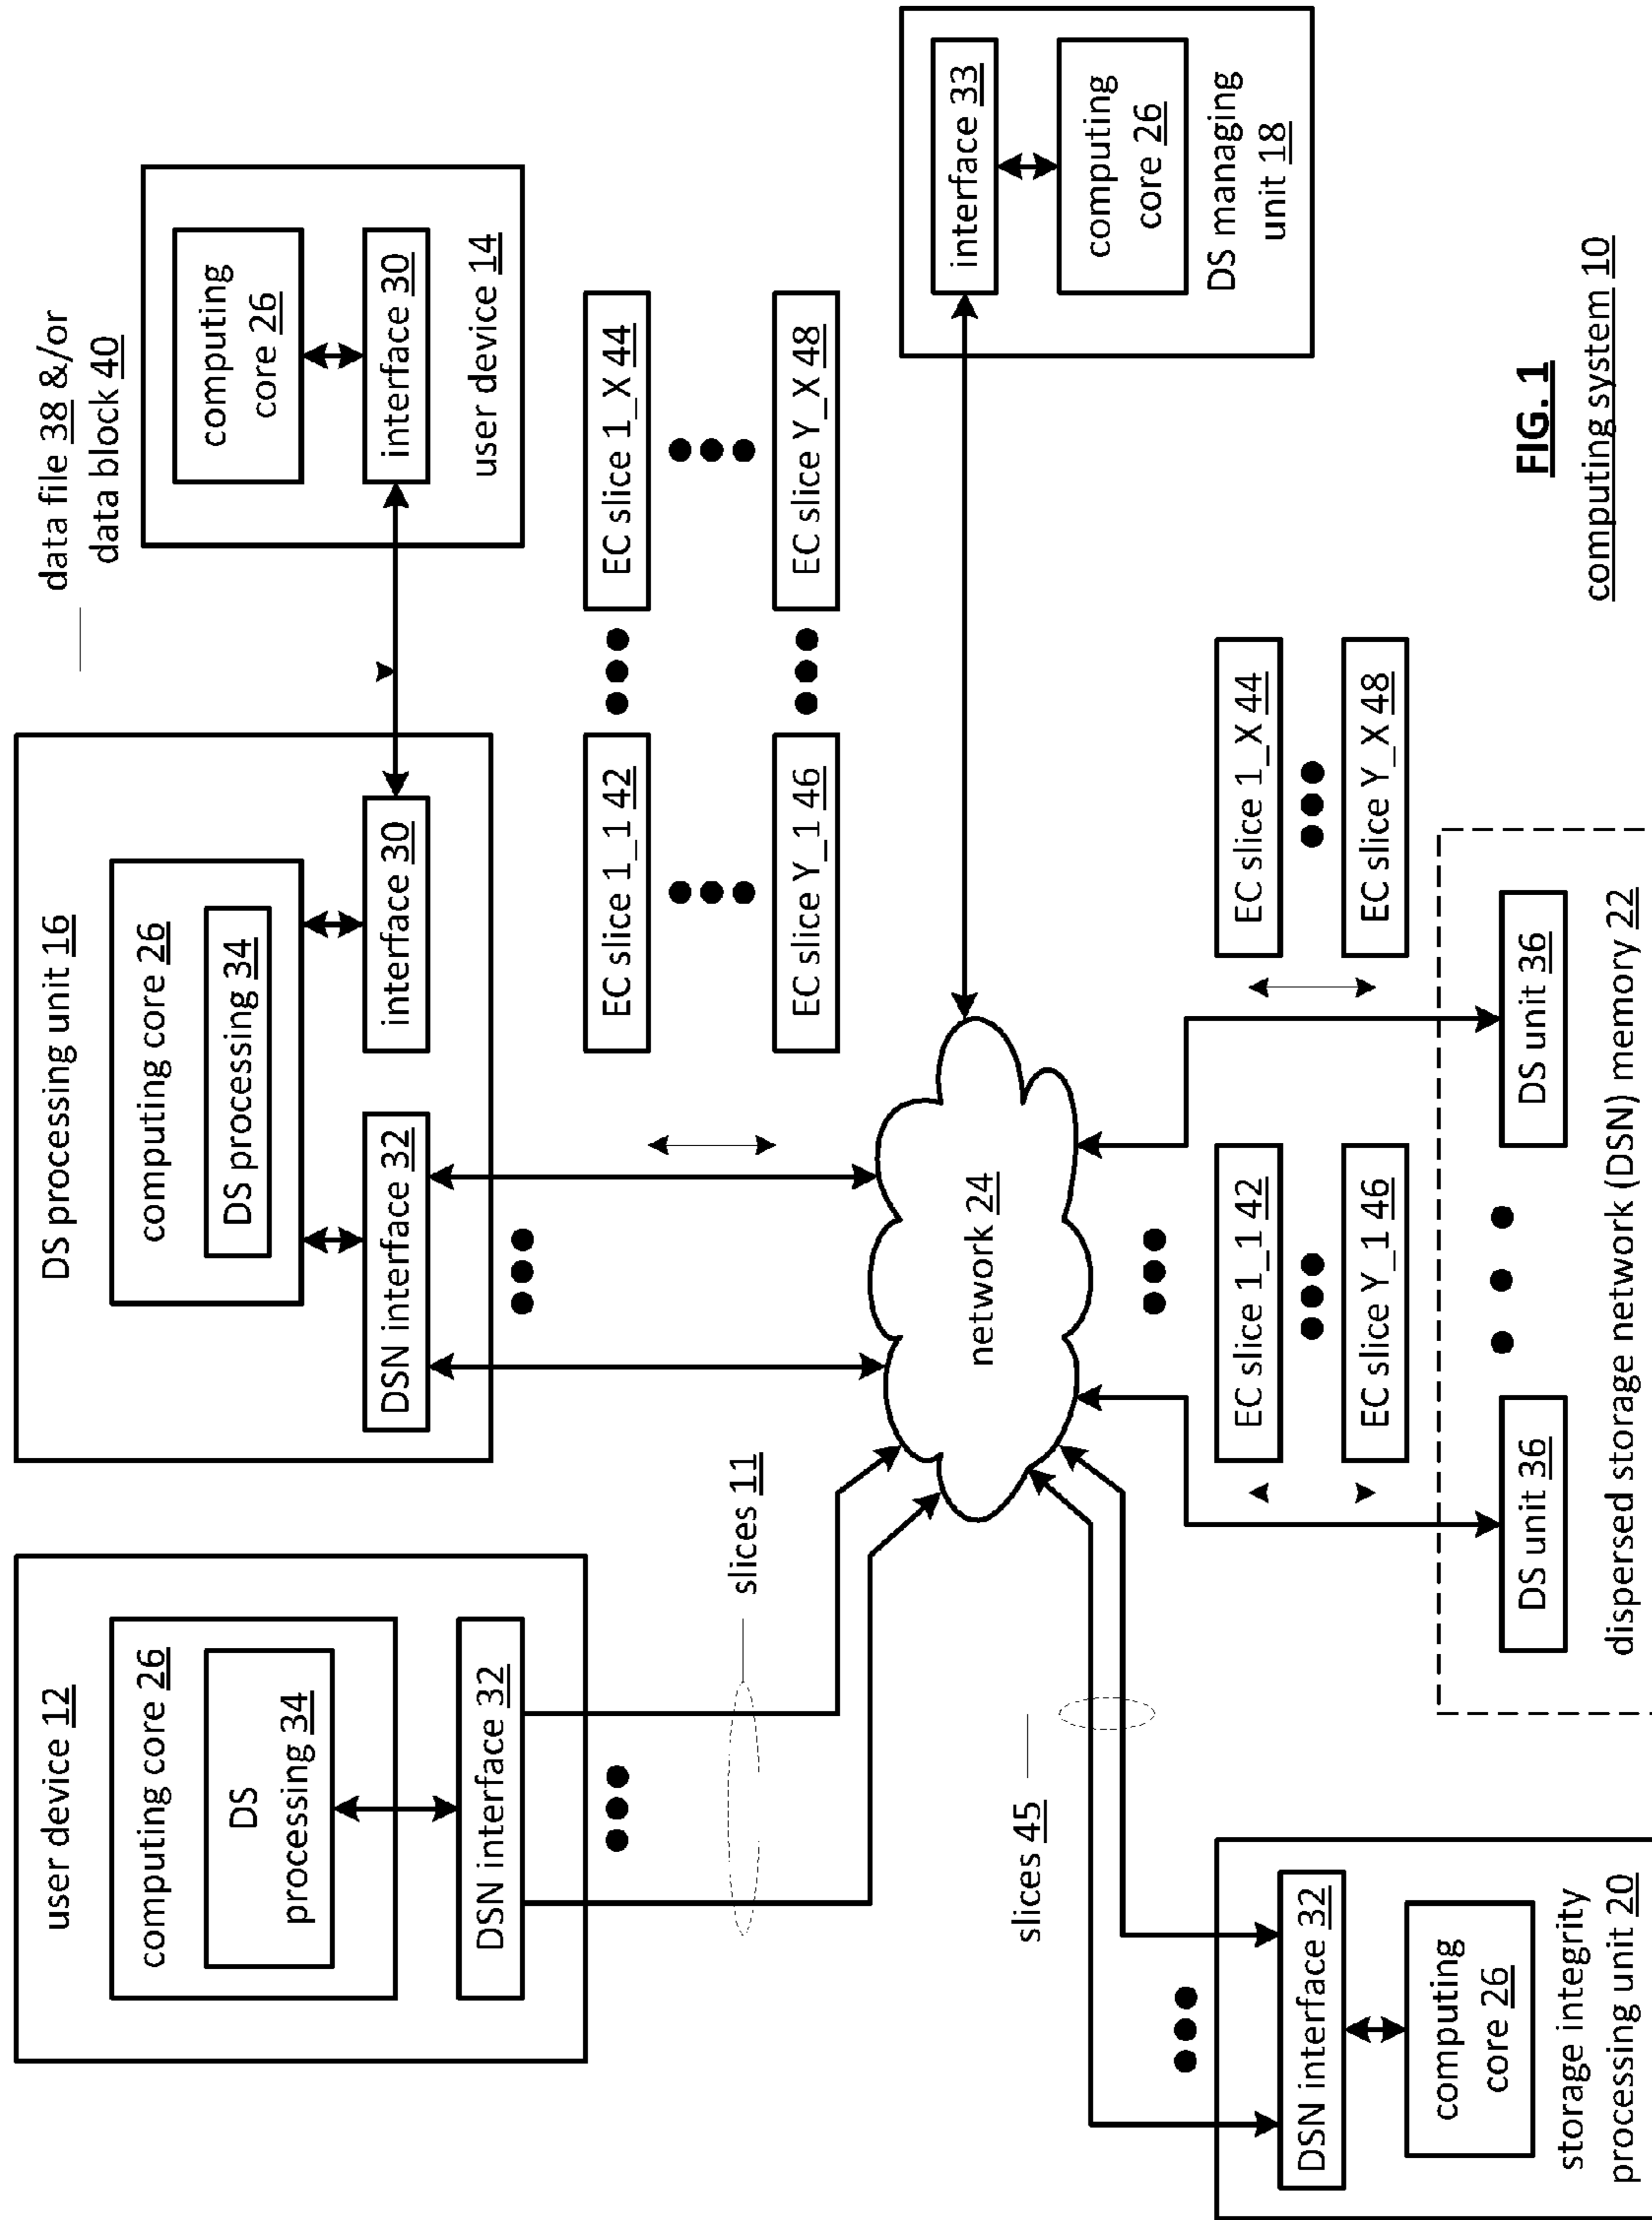 user device 12
computing core 26
DS
processing 34
DSN interface 32
slices 11
DS processing unit 16
computing core 26
DS processing 34
DSN interface 32
interface 30
data file 38 &/or
data block 40
computing
core 26
interface 30
user device 14
EC slice 1_1 42
EC slice 1_X 44
EC slice Y_1 46
EC slice Y_X 48
network 24
interface 33
computing
core 26
DS managing
unit 18
slices 45
DSN interface 32
computing
core 26
storage integrity
processing unit 20
EC slice 1_1 42
EC slice 1_X 44
EC slice Y_1 46
EC slice Y_X 48
DS unit 36
DS unit 36
dispersed storage network (DSN) memory 22
FIG. 1
computing system 10